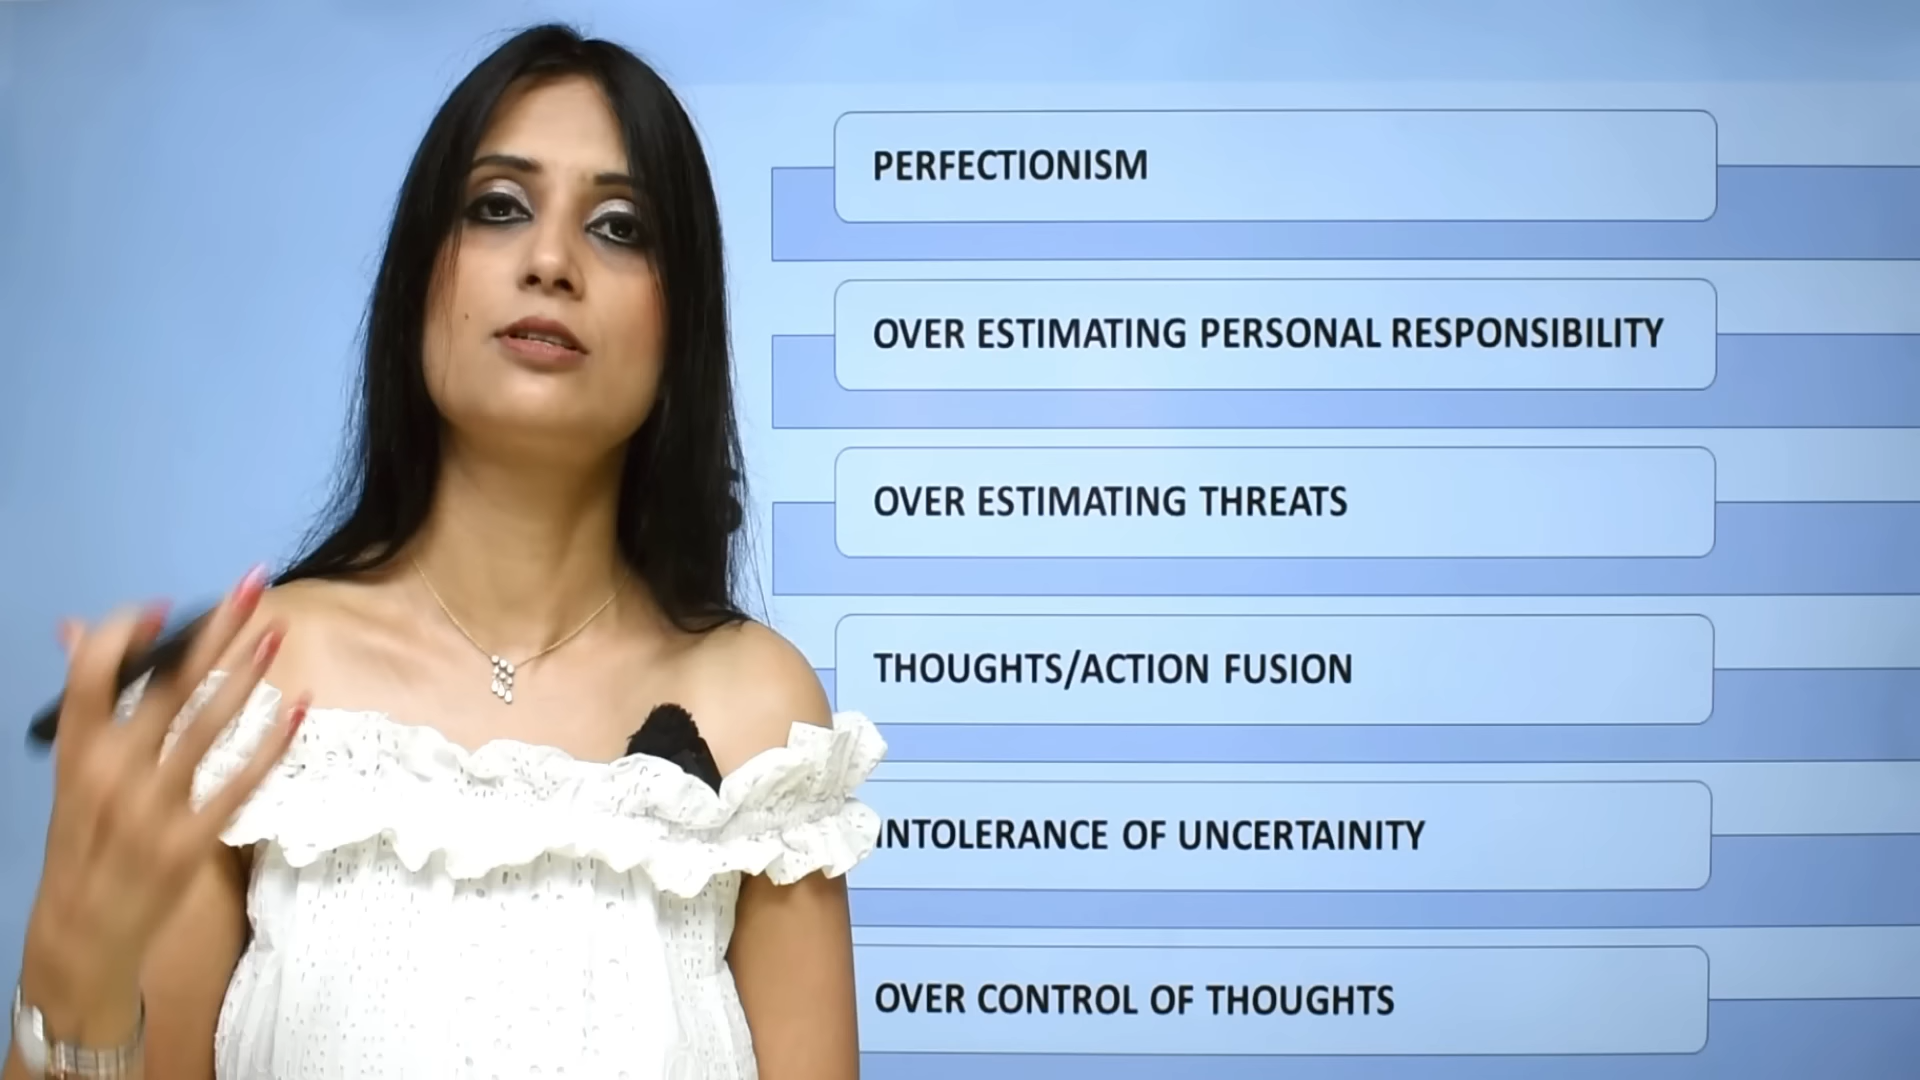 PERFECTIONISM
OVER ESTIMATING PERSONAL RESPONSIBILITY
OVER ESTIMATING THREATS
THOUGHTS/ACTION FUSION
INTOLERANCE OF UNCERTAINITY
OVER CONTROL OF THOUGHTS